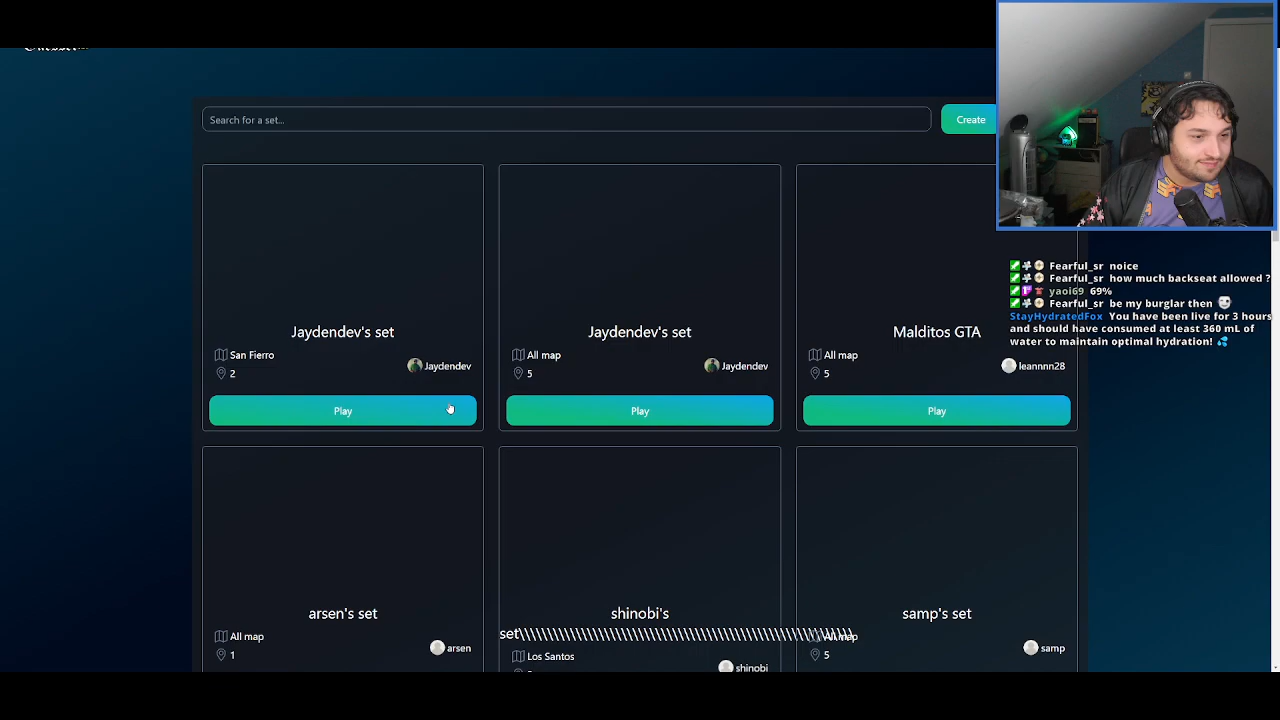 Search for a set...
Create
Jaydendev's set
San Fierro
2
Jaydendev
Play
Jaydendev's set
All map
5
Jaydendev
Play
Malditos GTA
All map
5
leannnn28
Play
arsen's set
All map
1
arsen
shinobi's
set\\\\\\\\\\\\\\\\\\\\\\\\\\\\\\\\\\\\\\\\\\\\\\\\\\\\\\\\
Los Santos
shinobi
samp's set
All map
5
samp
Fearful_sr noice
Fearful_sr how much backseat allowed ?
yaoi69 69%
Fearful_sr be my burglar then
StayHydratedFox You have been live for 3 hours
and should have consumed at least 360 mL of
water to maintain optimal hydration!